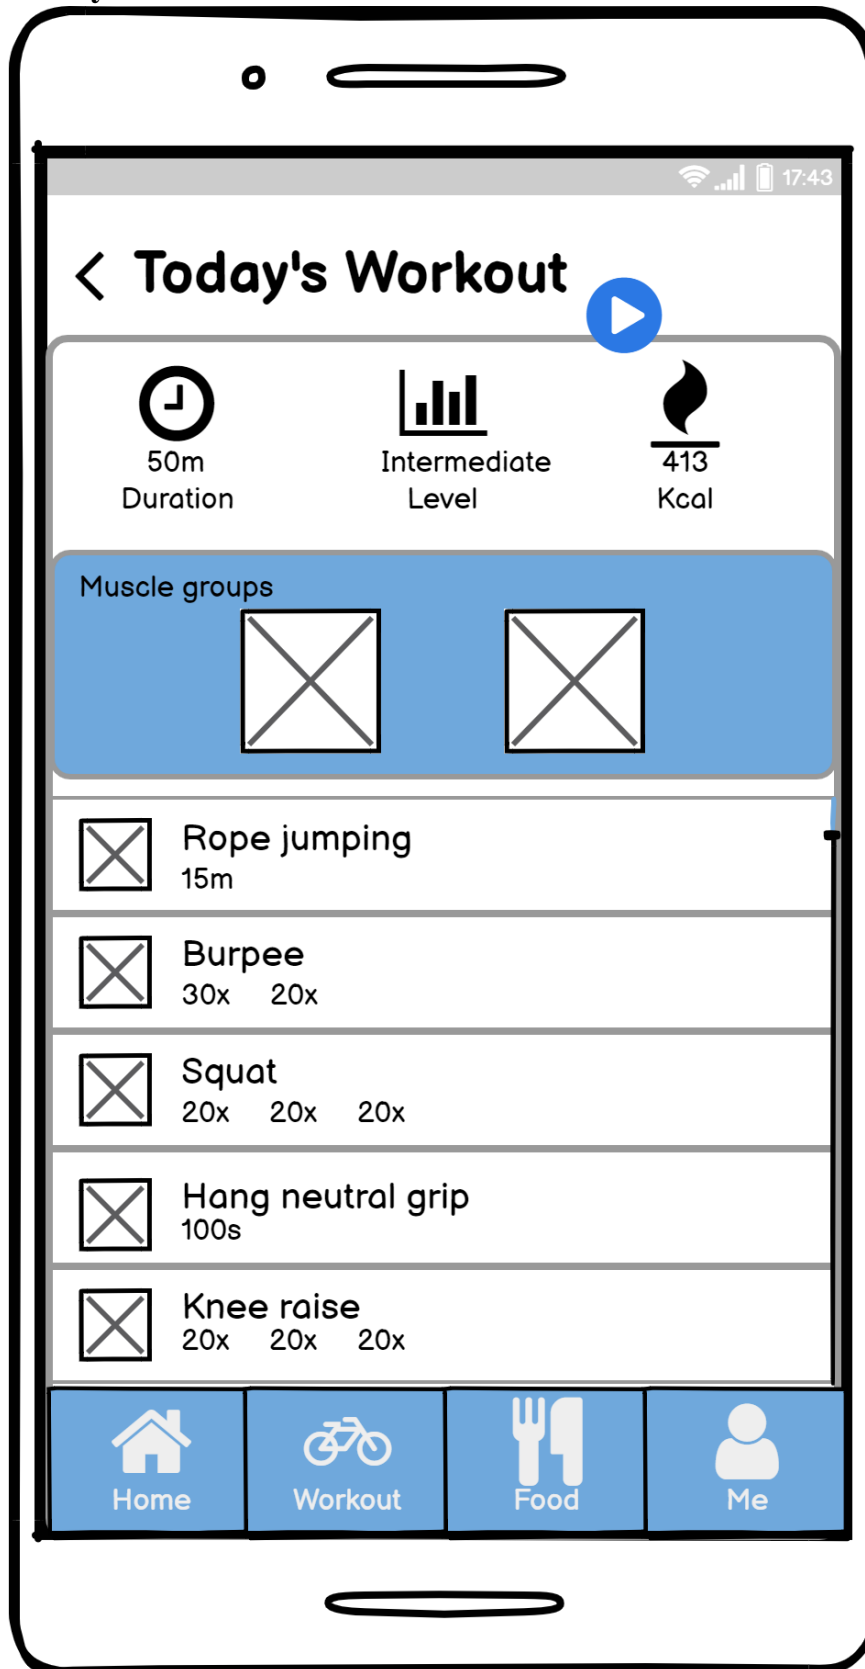 17:43
Today's Workout
50m Intermediate 413
Duration Level Kcal
Muscle groups
Rope jumping
15m
Burpee
30x 20x
Squat
20x 20x 20x
Hang neutral grip
100s
Knee raise
20x 20x 20x
Home Workout Food Me